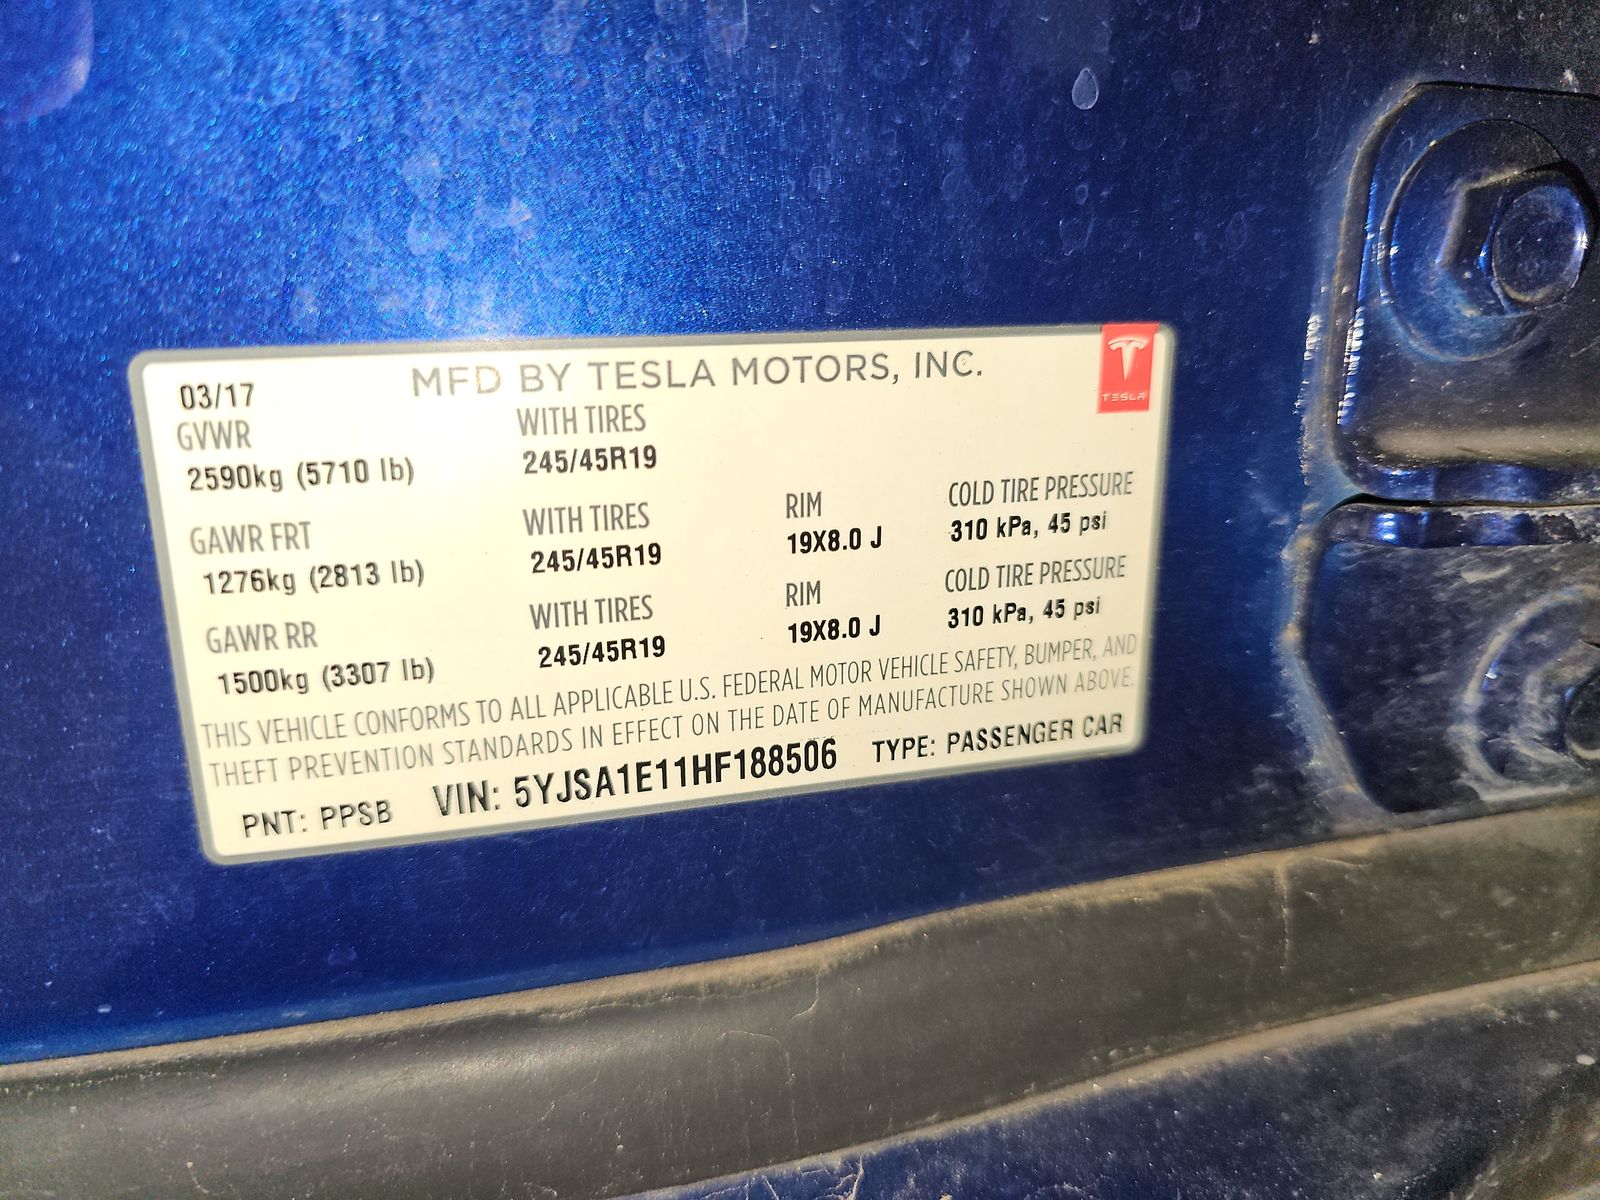 03/17 MFD BY TESLA MOTORS, INC.
TESLA
GVWR WITH TIRES
2590kg (5710 lb) 245/45R19
GAWR FRT WITH TIRES RIM COLD TIRE PRESSURE
1276kg (2813 lb) 245/45R19 19X8.0 J 310 kPa, 45 psi
GAWR RR WITH TIRES RIM COLD TIRE PRESSURE
1500kg (3307 lb) 245/45R19 19X8.0 J 310 kPa, 45 psi
THIS VEHICLE CONFORMS TO ALL APPLICABLE U.S. FEDERAL MOTOR VEHICLE SAFETY, BUMPER, AND
THEFT PREVENTION STANDARDS IN EFFECT ON THE DATE OF MANUFACTURE SHOWN ABOVE.
PNT: PPSB VIN: 5YJSA1E11HF188506 TYPE: PASSENGER CAR